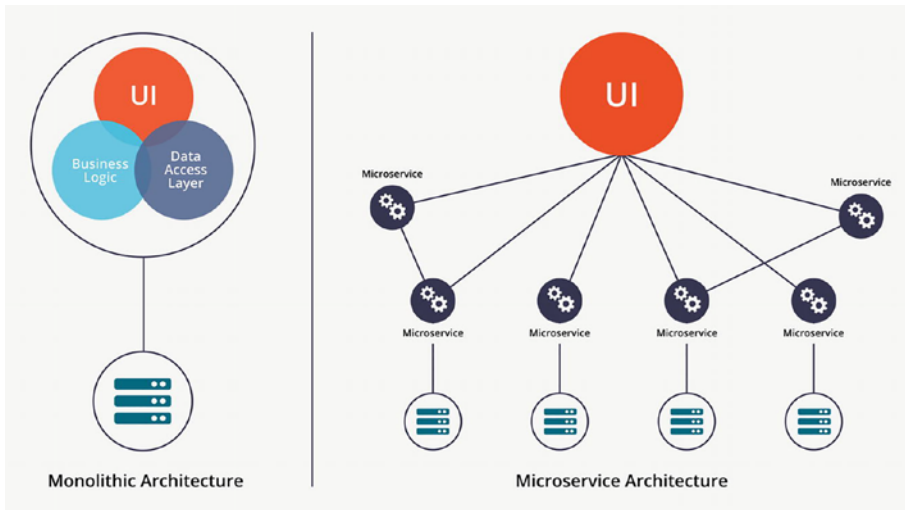 UI
Business
Logic
Data
Access
Layer
Monolithic Architecture
UI
Microservice
Microservice
Microservice
Microservice
Microservice
Microservice
Microservice Architecture